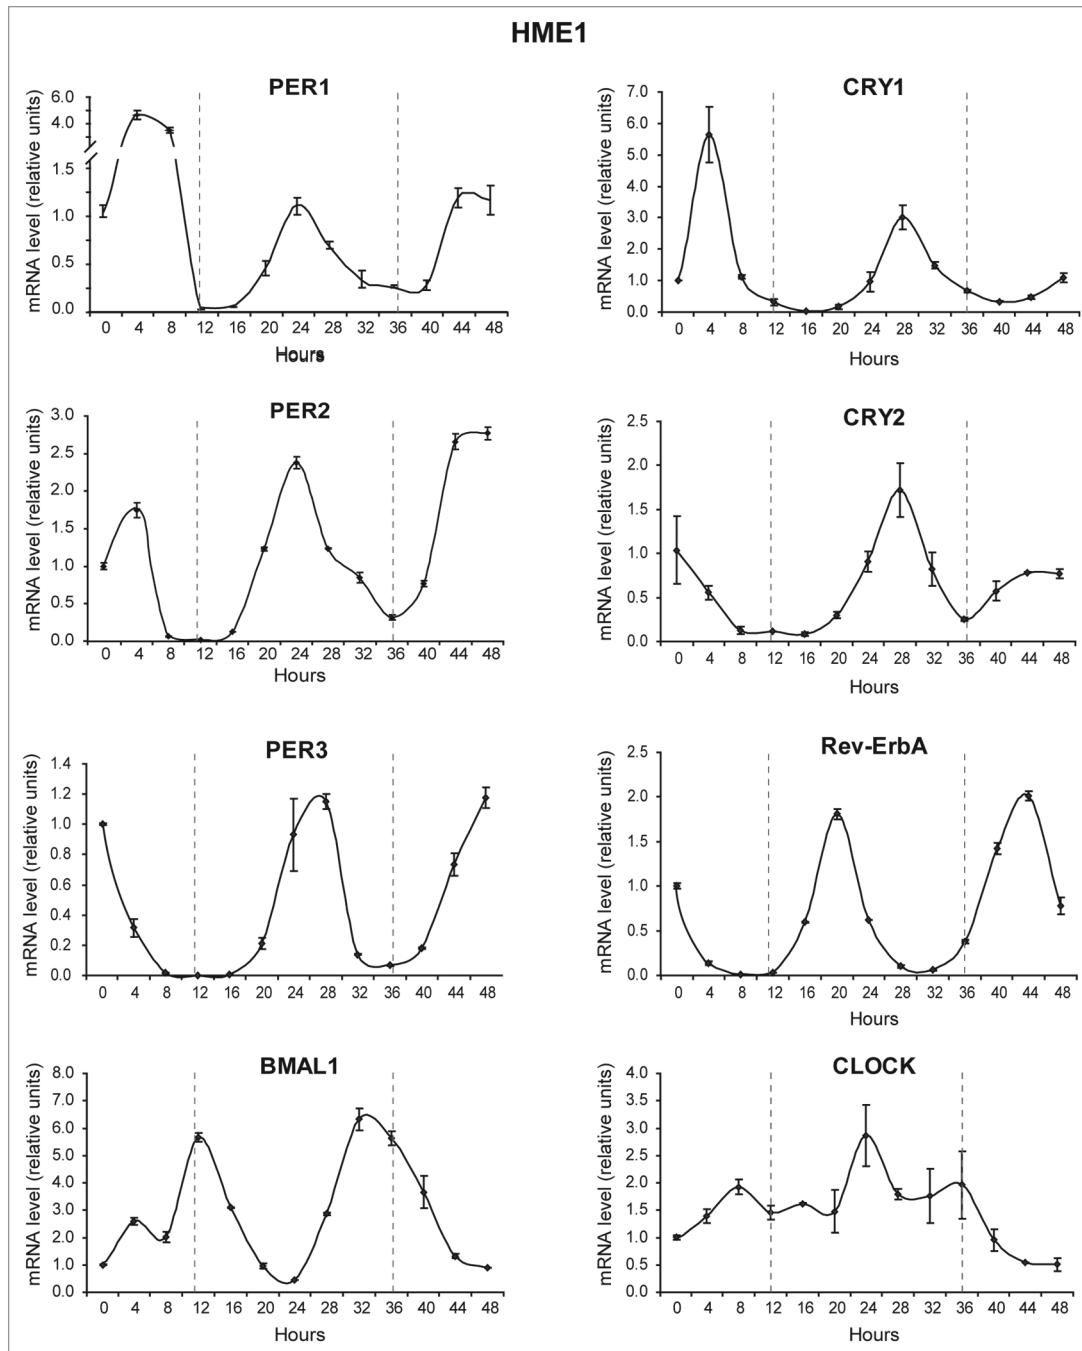 HME1
PER1
mRNA level (relative units)
6.0
4.0
1.5
1.0
0.5
0.0
0 4 8 12 16 20 24 28 32 36 40 44 48
Hours
CRY1
mRNA level (relative units)
7.0
6.0
5.0
4.0
3.0
2.0
1.0
0.0
0 4 8 12 16 20 24 28 32 36 40 44 48
Hours
PER2
mRNA level (relative units)
3.0
2.5
2.0
1.5
1.0
0.5
0.0
0 4 8 12 16 20 24 28 32 36 40 44 48
Hours
CRY2
mRNA level (relative units)
2.5
2.0
1.5
1.0
0.5
0.0
0 4 8 12 16 20 24 28 32 36 40 44 48
Hours
PER3
mRNA level (relative units)
1.4
1.2
1.0
0.8
0.6
0.4
0.2
0.0
0 4 8 12 16 20 24 28 32 36 40 44 48
Hours
Rev-ErbA
mRNA level (relative units)
2.5
2.0
1.5
1.0
0.5
0.0
0 4 8 12 16 20 24 28 32 36 40 44 48
Hours
BMAL1
mRNA level (relative units)
8.0
7.0
6.0
5.0
4.0
3.0
2.0
1.0
0.0
0 4 8 12 16 20 24 28 32 36 40 44 48
Hours
CLOCK
mRNA level (relative units)
4.0
3.5
3.0
2.5
2.0
1.5
1.0
0.5
0.0
0 4 8 12 16 20 24 28 32 36 40 44 48
Hours